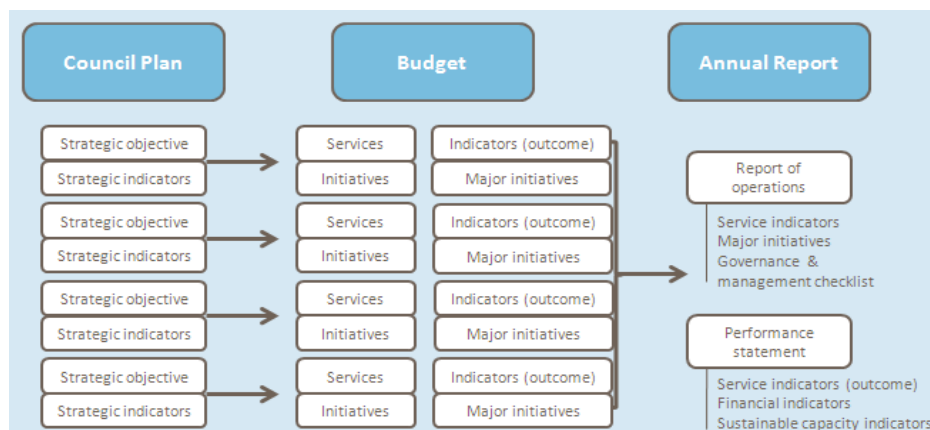 Council Plan
Budget
Annual Report
Strategic objective
Strategic indicators
Services
Initiatives
Indicators (outcome)
Major initiatives
Strategic objective
Strategic indicators
Services
Initiatives
Indicators (outcome)
Major initiatives
Strategic objective
Strategic indicators
Services
Initiatives
Indicators (outcome)
Major initiatives
Strategic objective
Strategic indicators
Services
Initiatives
Indicators (outcome)
Major initiatives
Report of
operations
Service indicators
Major initiatives
Governance &
management checklist
Performance
statement
Service indicators (outcome)
Financial indicators
Sustainable capacity indicators